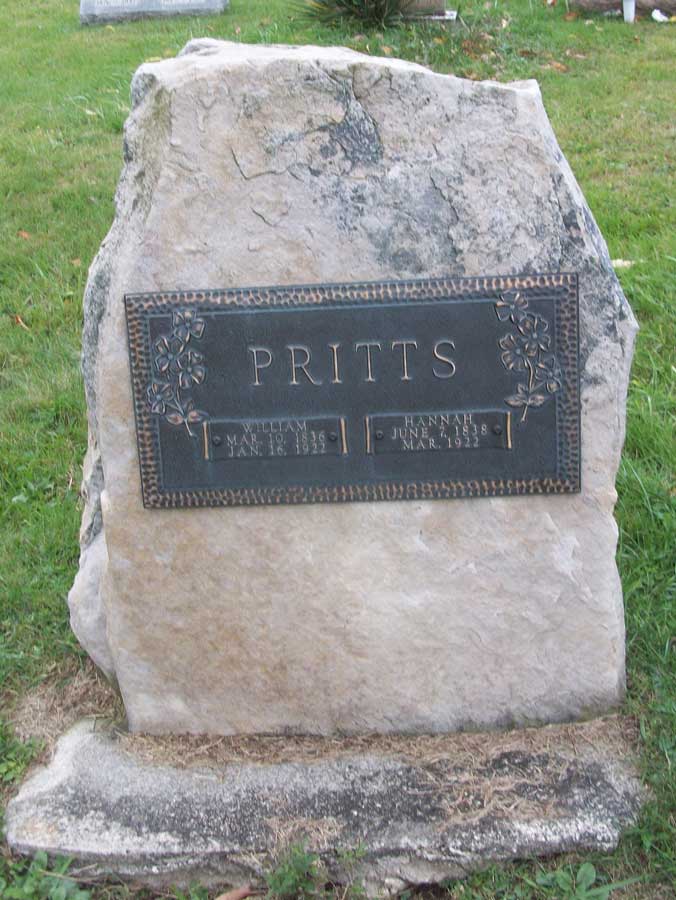 PRITTS
WILLIAM
MAR. 10, 1836
JAN. 16, 1922
HANNAH
JUNE 7, 1838
MAR. 1922